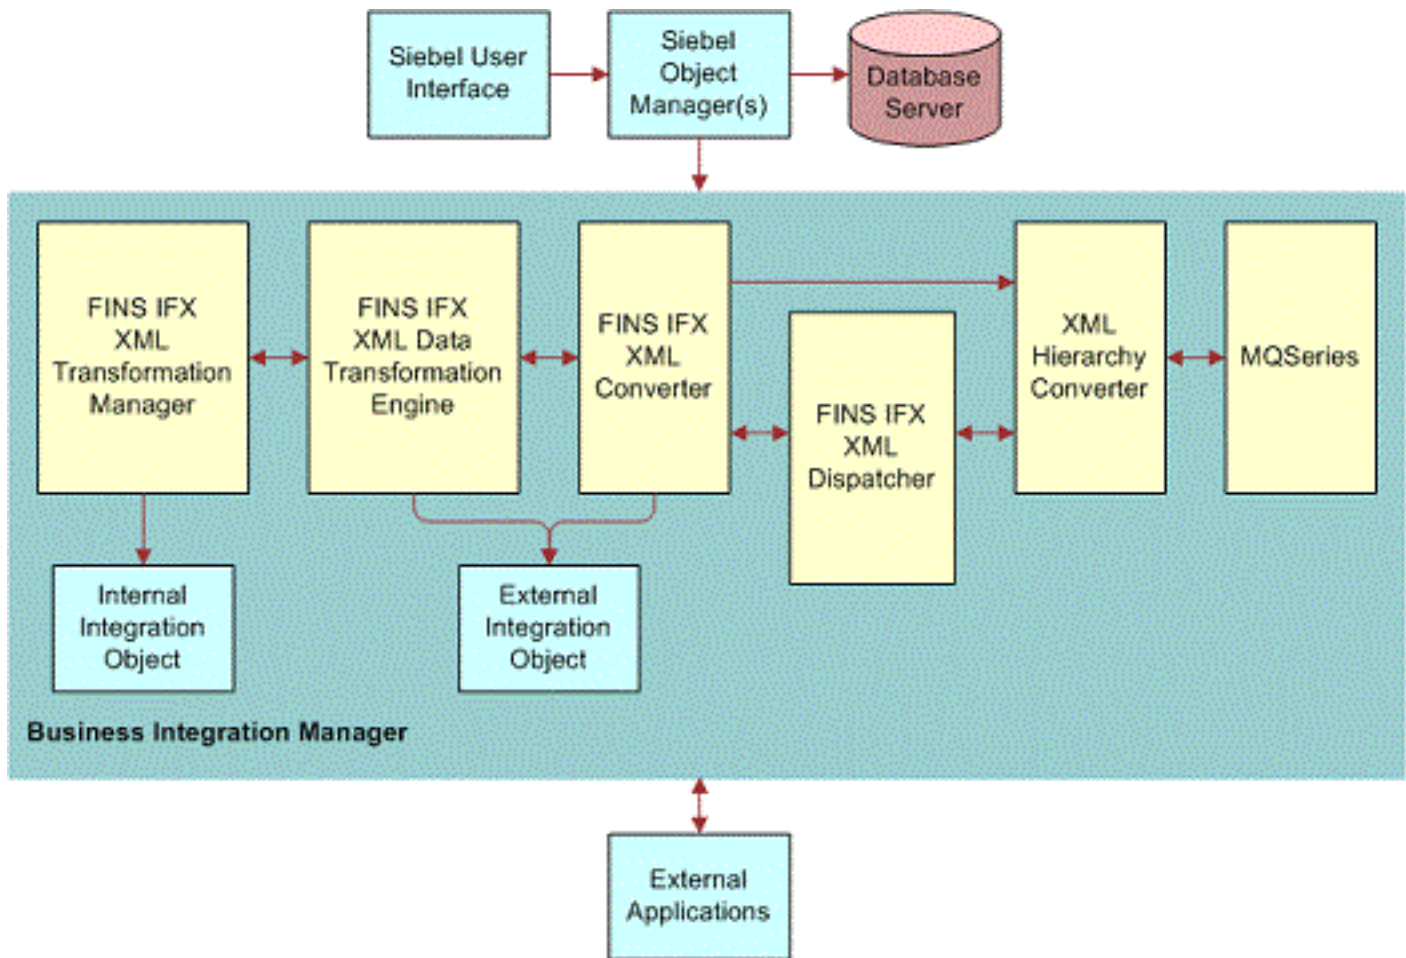 Siebel User
Interface
Siebel
Object
Manager(s)
Database
Server
FINS IFX
XML
Transformation
Manager
FINS IFX
XML Data
Transformation
Engine
FINS IFX
XML
Converter
FINS IFX
XML
Dispatcher
XML
Hierarchy
Converter
MQSeries
Internal
Integration
Object
External
Integration
Object
Business Integration Manager
External
Applications